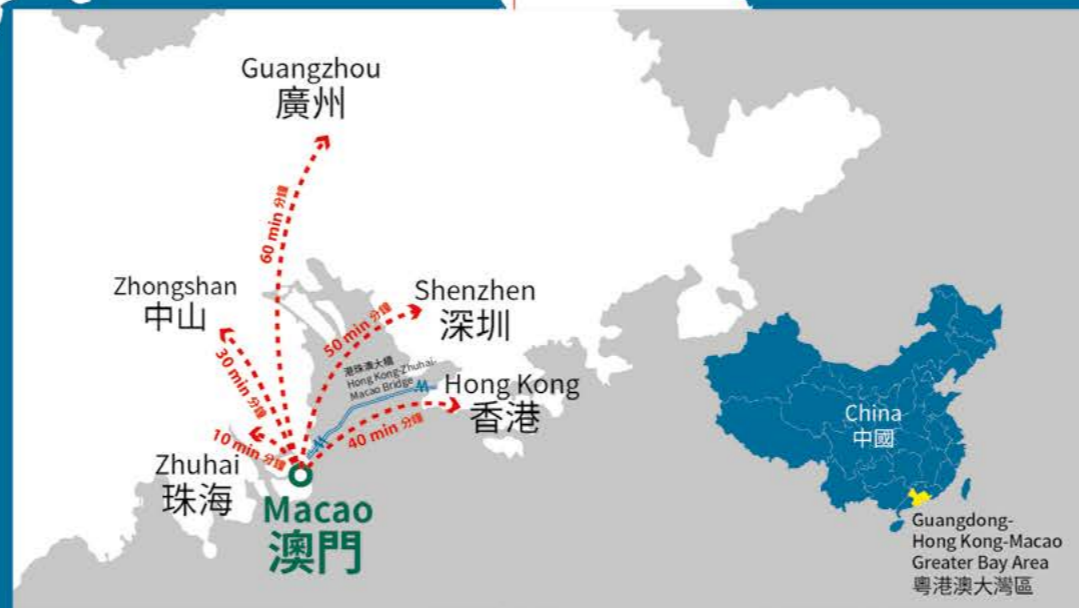 Guangzhou
廣州
60 min 分鐘
Zhongshan
中山
30 min 分鐘
Shenzhen
深圳
50 min 分鐘
港珠澳大橋
Hong Kong-Zhuhai-
Macao Bridge
Hong Kong
香港
40 min 分鐘
10 min 分鐘
Zhuhai
珠海
Macao
澳門
China
中國
Guangdong-
Hong Kong-Macao
Greater Bay Area
粵港澳大灣區